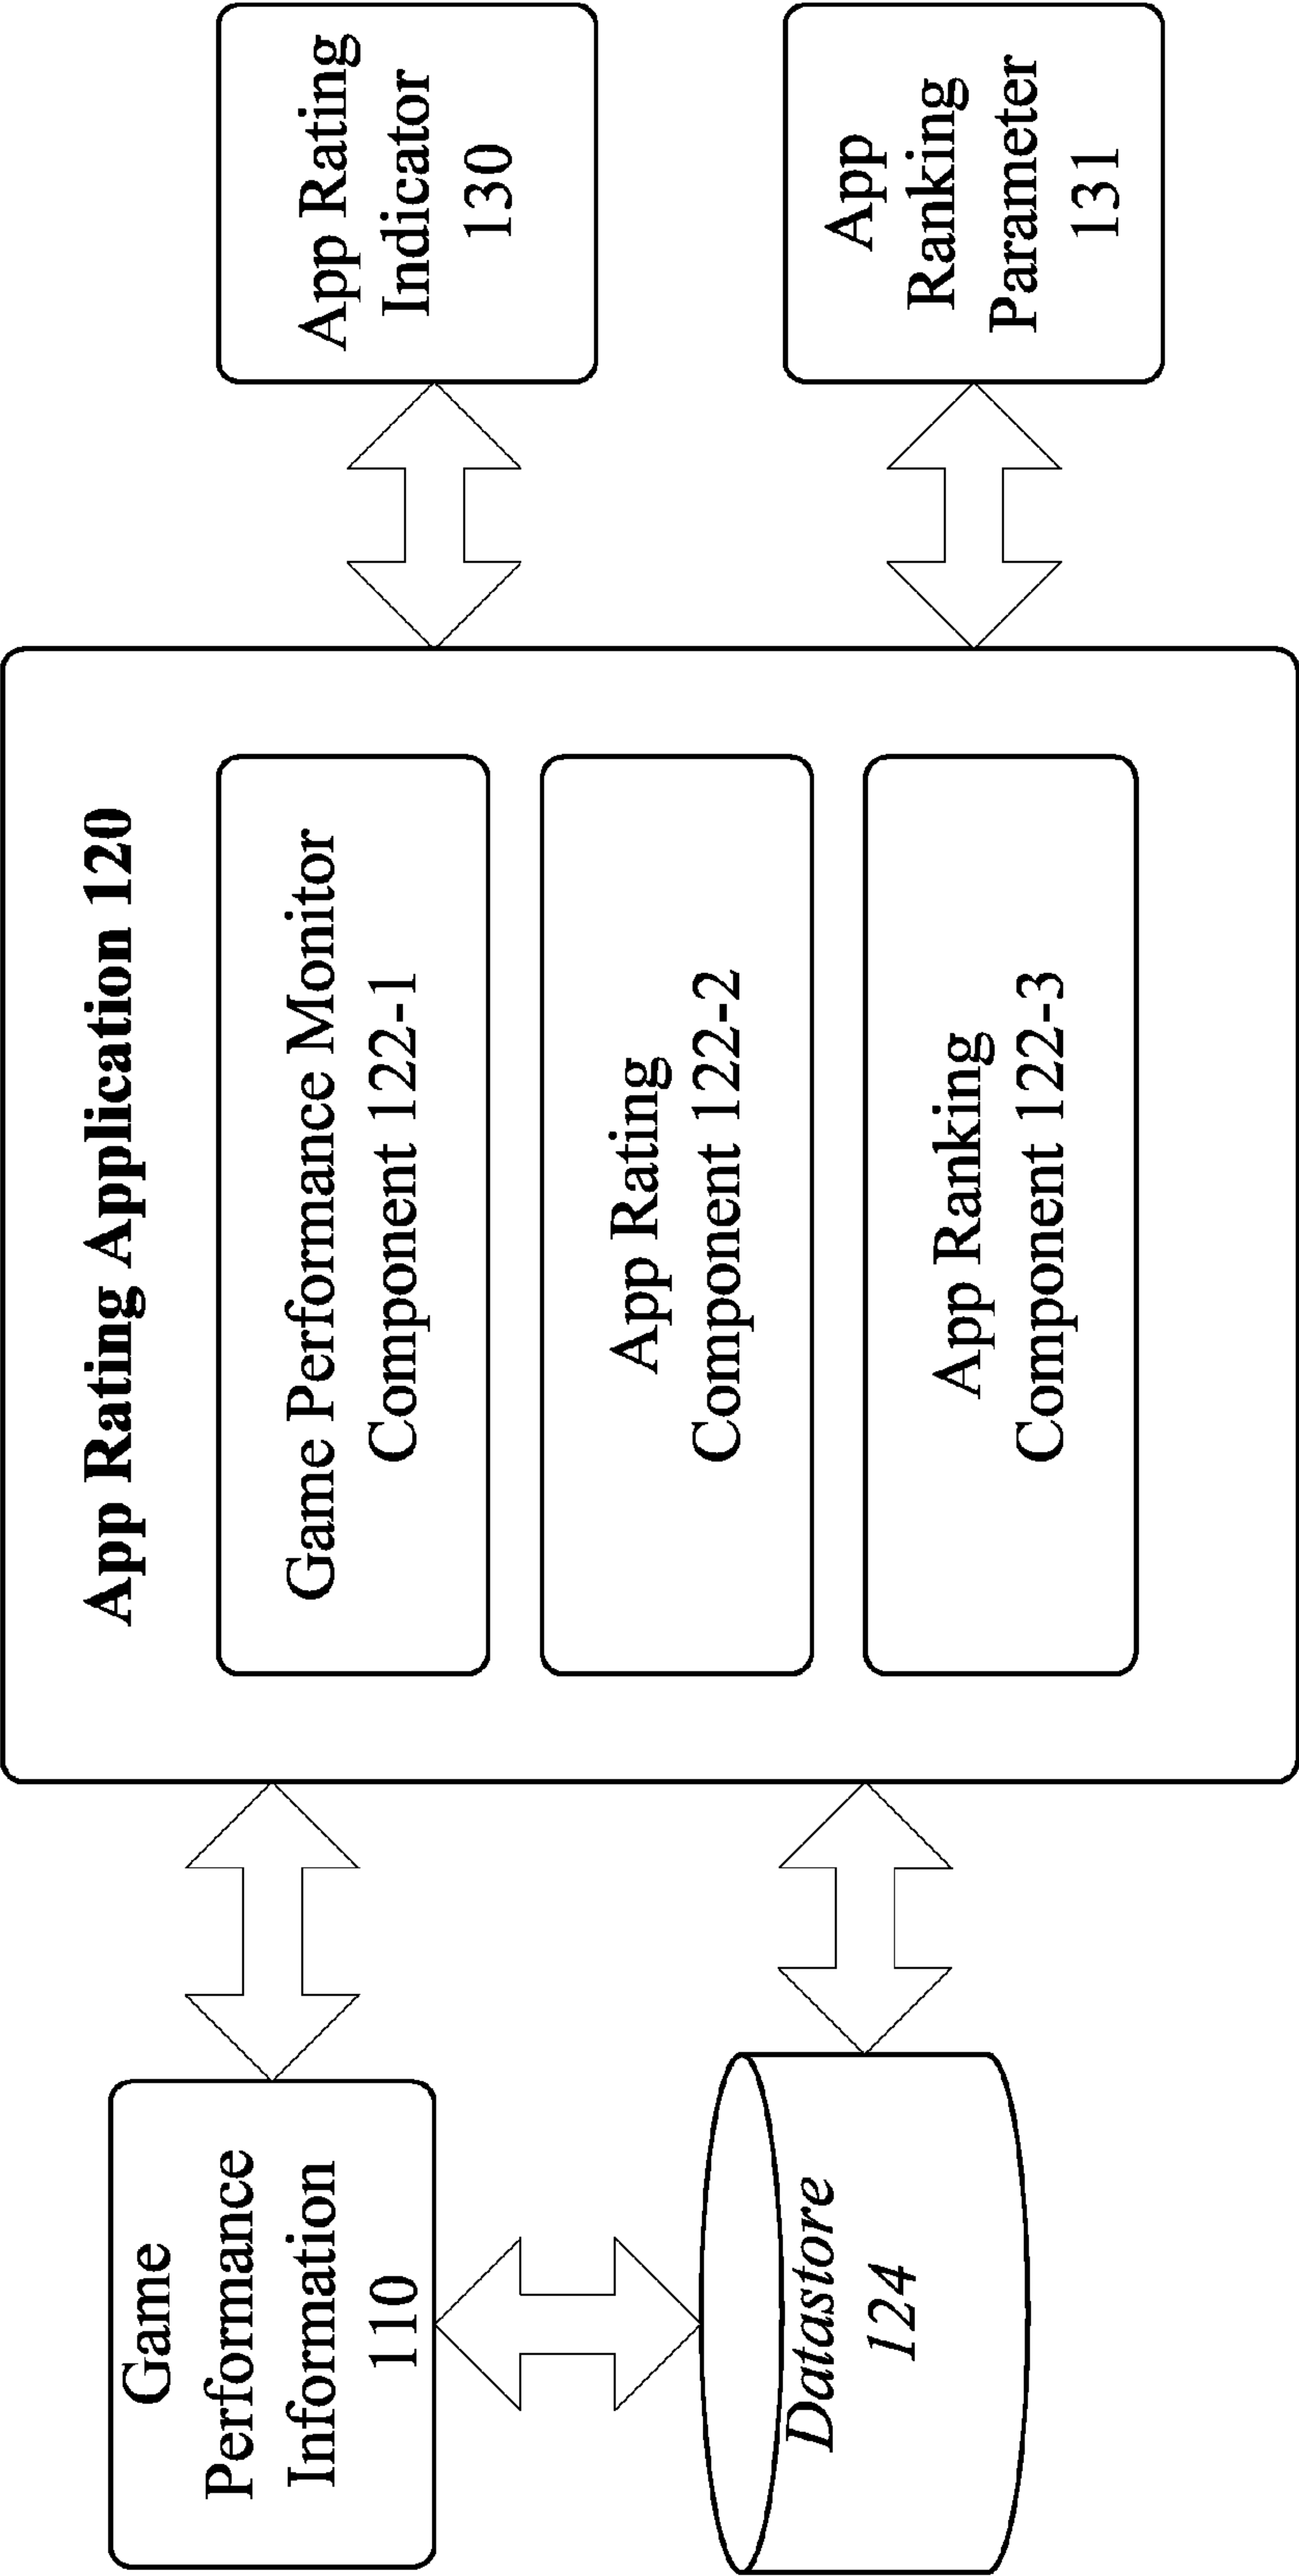 Game
Performance
Information
110
Datastore
124
App Rating Application 120
Game Performance Monitor
Component 122-1
App Rating
Component 122-2
App Ranking
Component 122-3
App Rating
Indicator
130
App
Ranking
Parameter
131